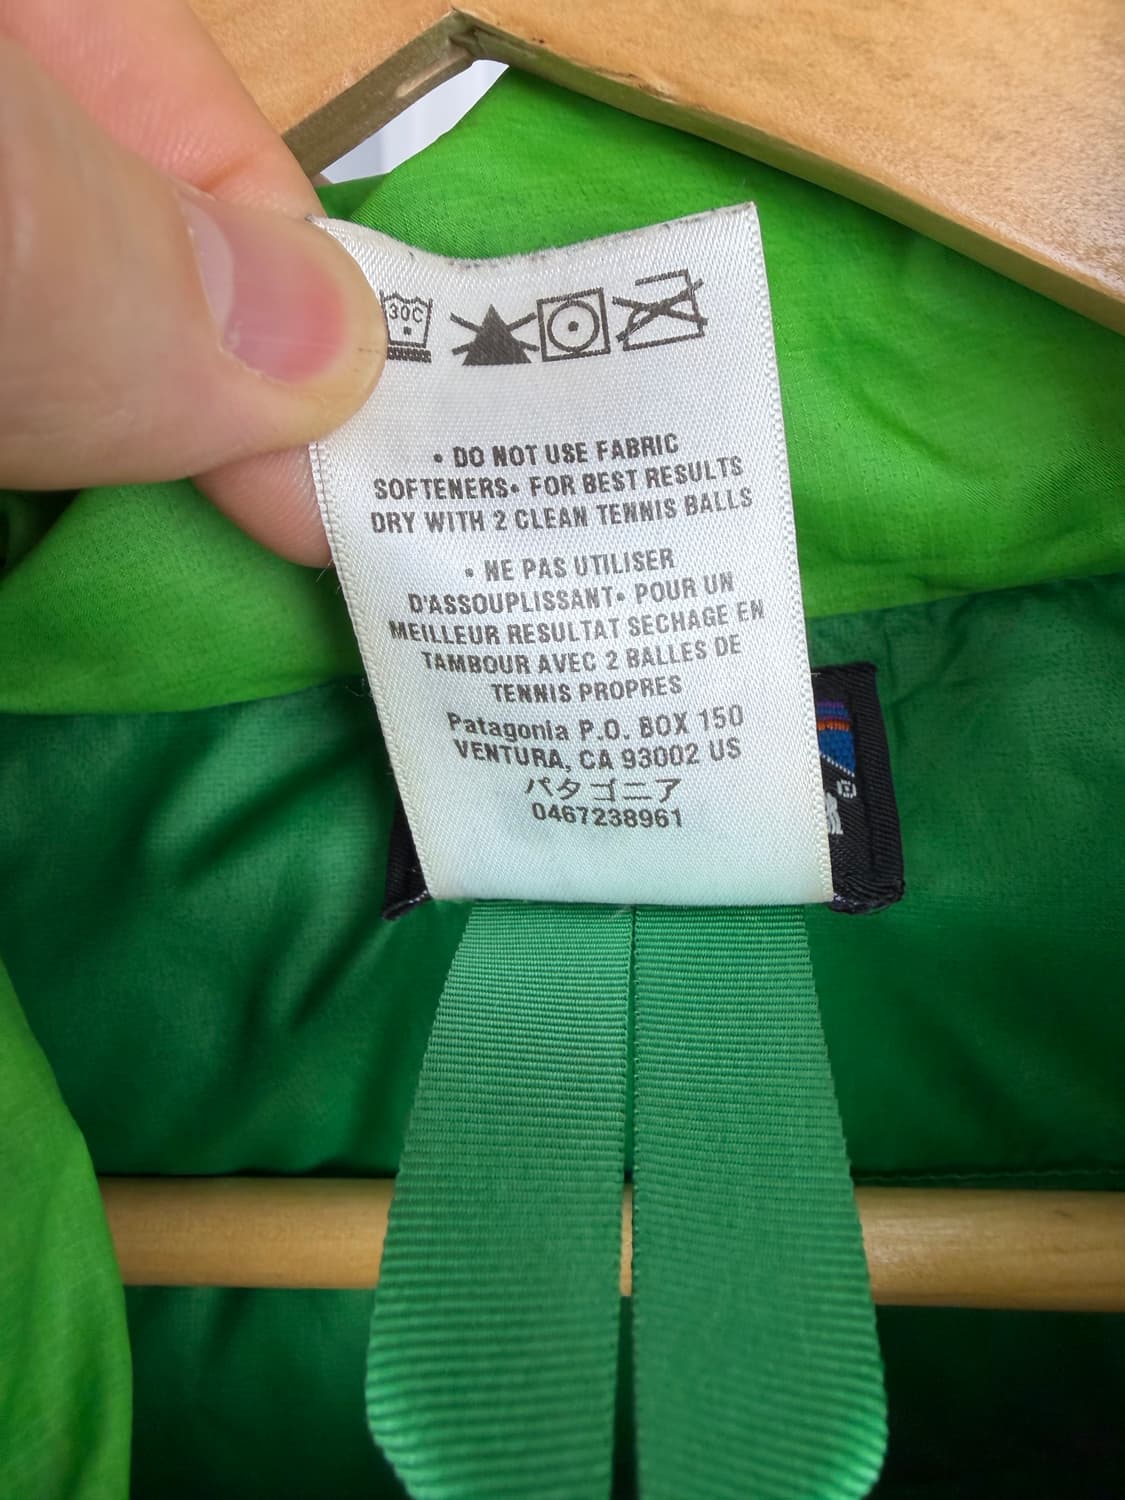 30C
• DO NOT USE FABRIC
SOFTENERS• FOR BEST RESULTS
DRY WITH 2 CLEAN TENNIS BALLS
• NE PAS UTILISER
D'ASSOUPLISSANT• POUR UN
MEILLEUR RESULTAT SECHAGE EN
TAMBOUR AVEC 2 BALLES DE
TENNIS PROPRES
Patagonia P.O. BOX 150
VENTURA, CA 93002 US
パタゴニア
0467238961